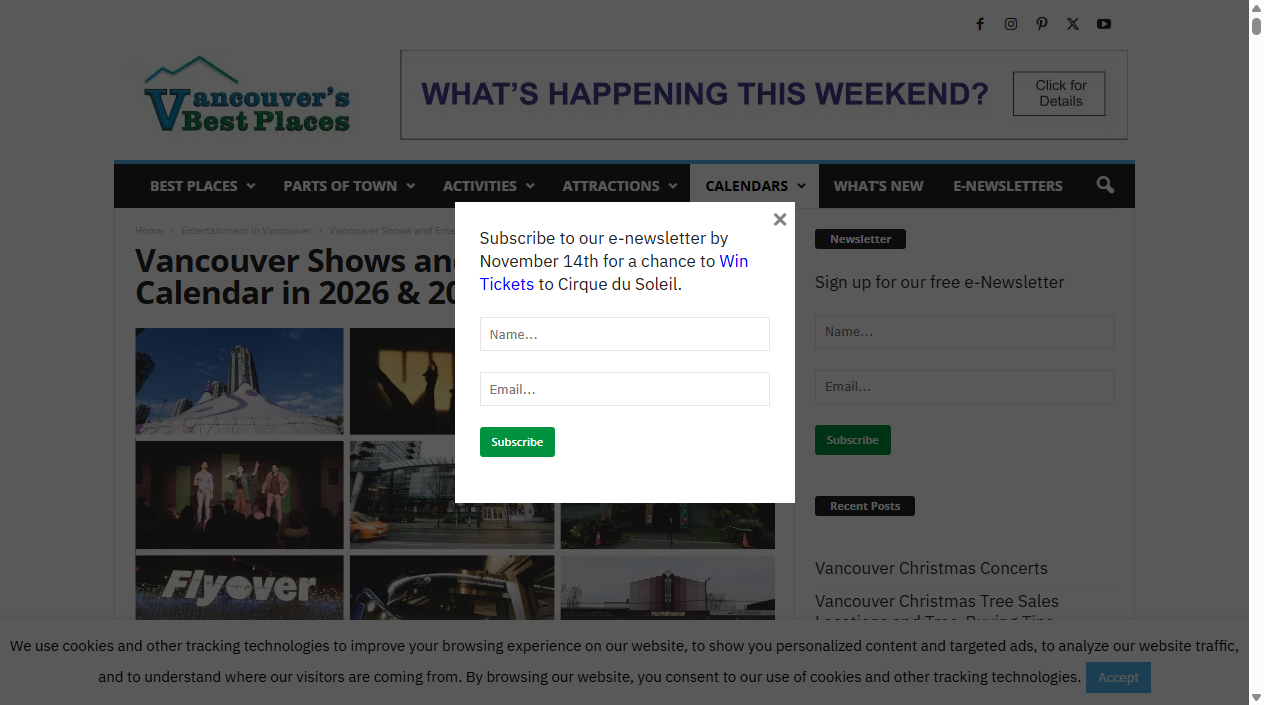 Vancouver's
Best Places
WHAT'S HAPPENING THIS WEEKEND?
Click for
Details
BEST PLACES
PARTS OF TOWN
ACTIVITIES
ATTRACTIONS
CALENDARS
WHAT'S NEW
E-NEWSLETTERS
Home › Entertainment in Vancouver › Vancouver Shows and
Vancouver Shows
Calendar in 2026 &
Subscribe to our e-newsletter by
November 14th for a chance to Win
Tickets to Cirque du Soleil.
Name...
Email...
Subscribe
Flyover
Newsletter
Sign up for our free e-Newsletter
Name...
Email...
Subscribe
Recent Posts
Vancouver Christmas Concerts
Vancouver Christmas Tree Sales
Locations and Tree-Buying Tips
We use cookies and other tracking technologies to improve your browsing experience on our website, to show you personalized content and targeted ads, to analyze our website traffic,
and to understand where our visitors are coming from. By browsing our website, you consent to our use of cookies and other tracking technologies.
Accept